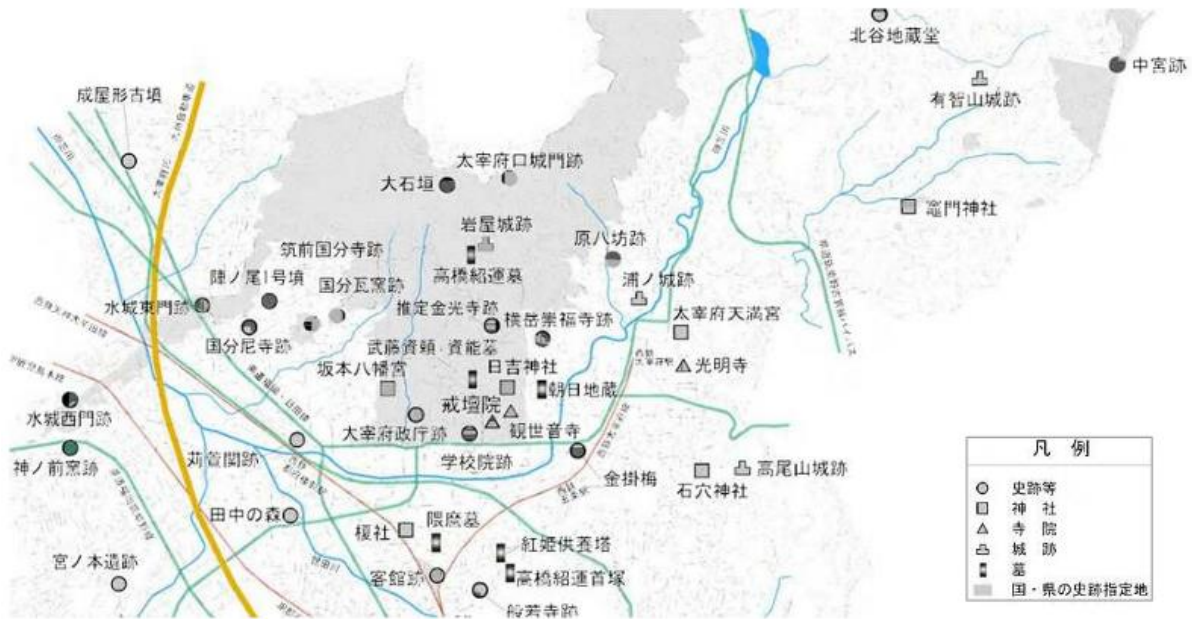 北谷地蔵堂
中宮跡
成屋形古墳
有智山城跡
太宰府口城門跡
大石垣
竈門神社
岩屋城跡
原八坊跡
筑前国分寺跡
高橋紹運墓
陣ノ尾1号墳
国分瓦窯跡
浦ノ城跡
水城東門跡
推定金光寺跡
横岳崇福寺跡
太宰府天満宮
国分尼寺跡
武藤資頼・資能墓
光明寺
坂本八幡宮
日吉神社
朝日地蔵
戒壇院
水城西門跡
大宰府政庁跡
観世音寺
神ノ前窯跡
苅萱関跡
学校院跡
金掛梅
石穴神社
高尾山城跡
田中の森
榎社
隈麿墓
紅姫供養塔
宮ノ本遺跡
客館跡
高橋紹運首塚
般若寺跡
凡 例
史跡等
神 社
寺 院
城 跡
墓
国・県の史跡指定地